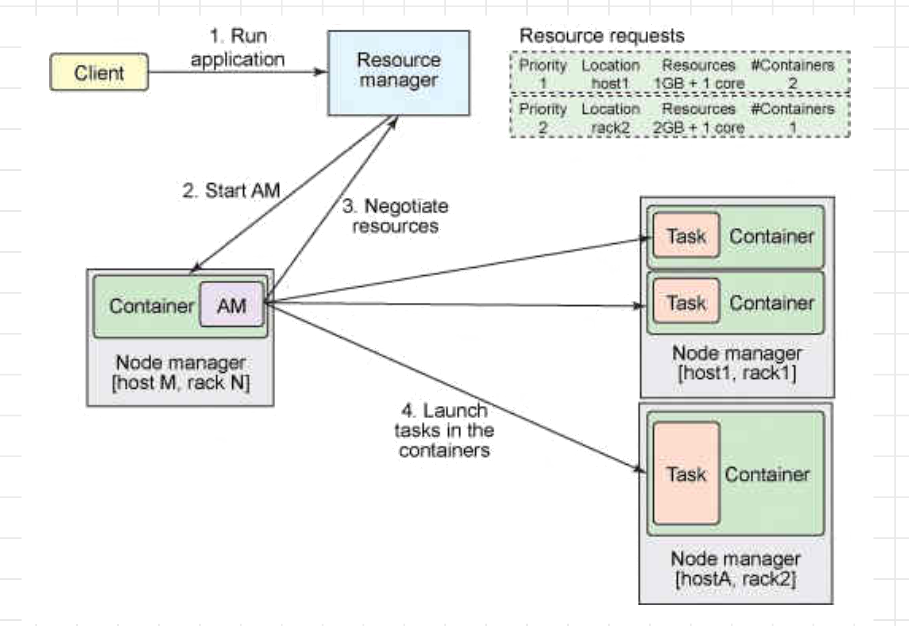 1. Run
application
Client
Resource
manager
Resource requests
Priority Location Resources #Containers
1 host1 1GB + 1 core 2
Priority Location Resources #Containers
2 rack2 2GB + 1 core 1
2. Start AM
3. Negotiate
resources
Container AM
Node manager
[host M, rack N]
Task Container
Task Container
Node manager
[host1, rack1]
4. Launch
tasks in the
containers
Task Container
Node manager
[hostA, rack2]